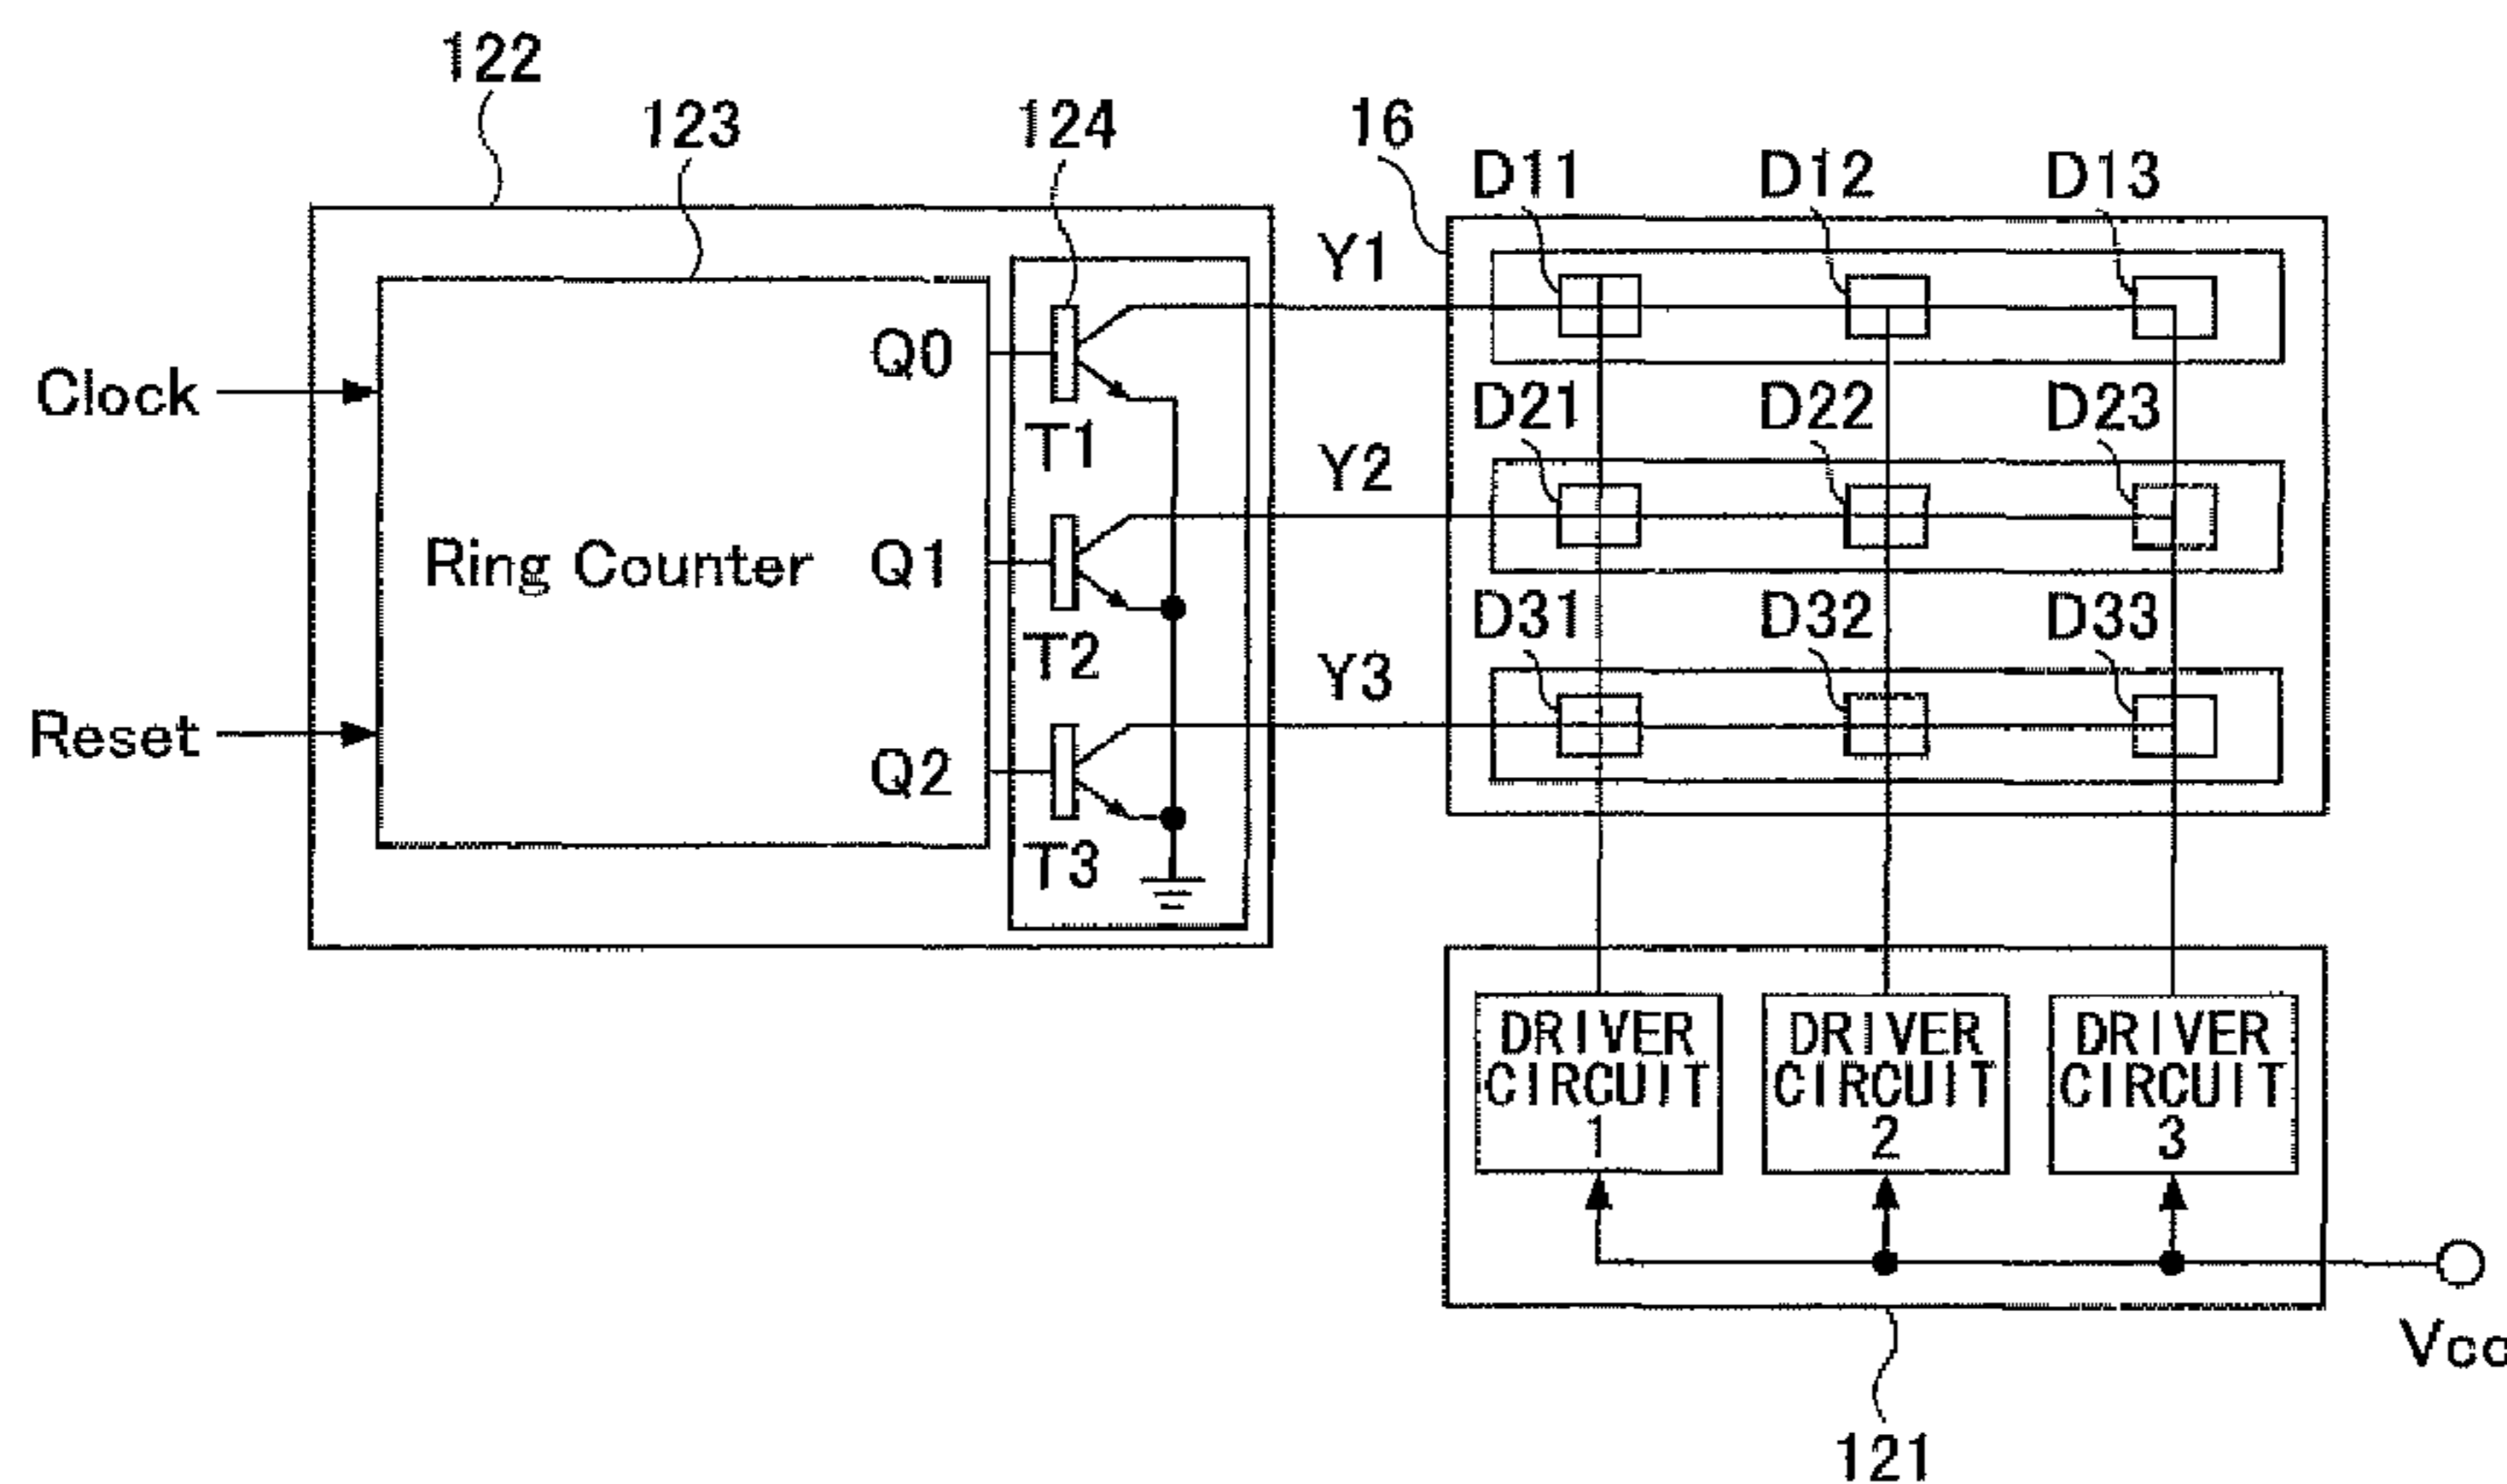 122
123
124
16
D11
D12
D13
Y1
Q0
Clock
T1
D21
D22
D23
Y2
Ring Counter
Q1
T2
D31
D32
D33
Y3
Reset
Q2
T3
DRIVER
CIRCUIT
1
DRIVER
CIRCUIT
2
DRIVER
CIRCUIT
3
Vcc
121